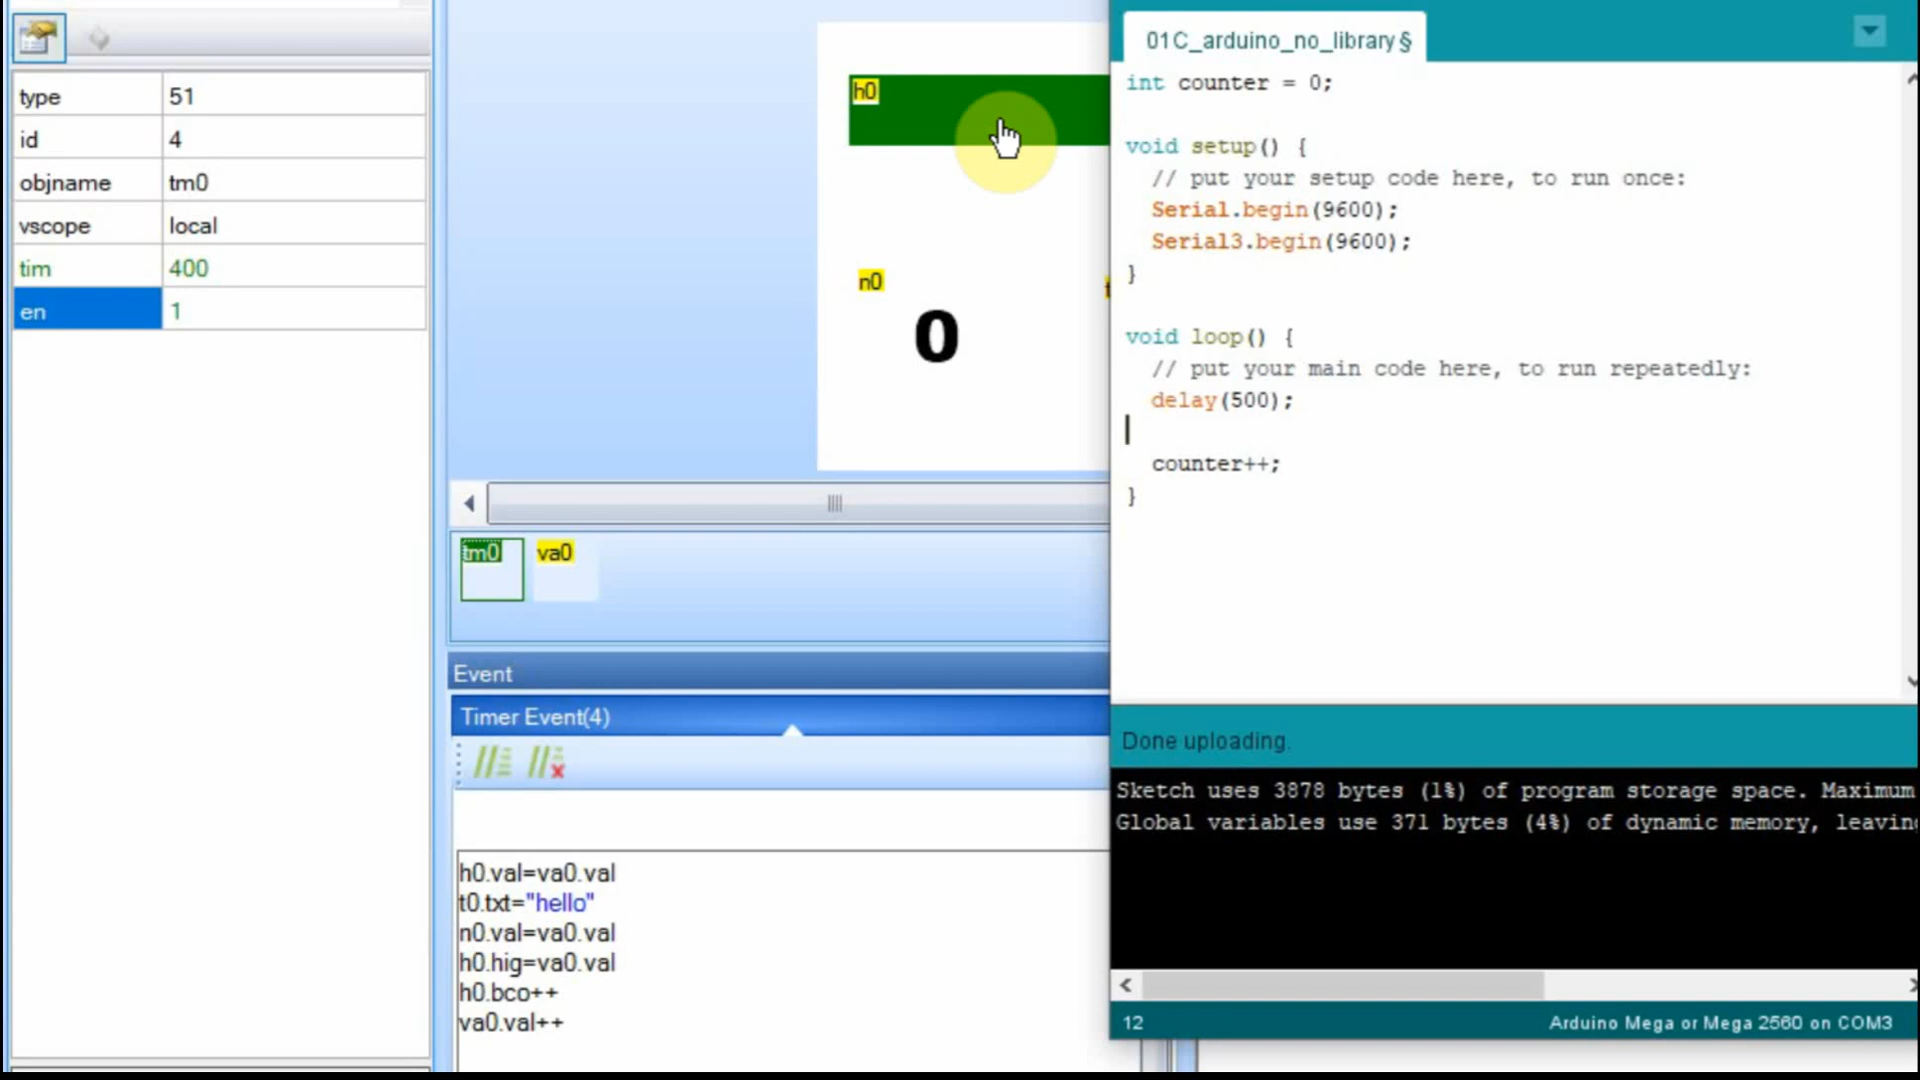 type 51
id 4
objname tm0
vscope local
tim 400
en 1
h0
n0
0
tm0 va0
Event
Timer Event(4)
h0.val=va0.val
t0.txt="hello"
n0.val=va0.val
h0.hig=va0.val
h0.bco++
va0.val++
01C_arduino_no_library§
int counter = 0;
void setup() {
// put your setup code here, to run once:
Serial.begin(9600);
Serial3.begin(9600);
}
void loop() {
// put your main code here, to run repeatedly:
delay(500);
counter++;
}
Done uploading.
Sketch uses 3878 bytes (1%) of program storage space. Maximum
Global variables use 371 bytes (4%) of dynamic memory, leaving
12 Arduino Mega or Mega 2560 on COM3